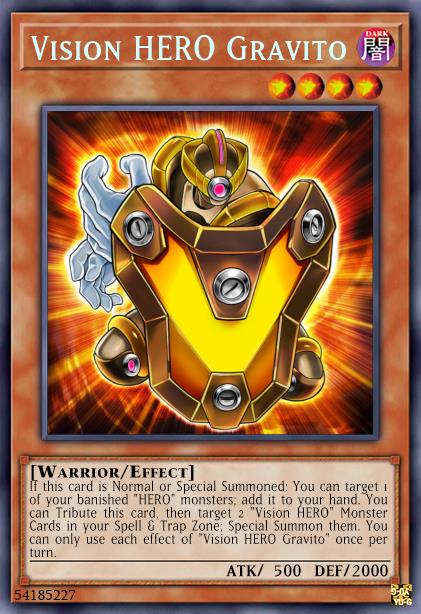 Vision HERO Gravito
DARK
闇
[Warrior/Effect]
If this card is Normal or Special Summoned: You can target 1
of your banished "HERO" monsters; add it to your hand. You
can Tribute this card, then target 2 "Vision HERO" Monster
Cards in your Spell & Trap Zone; Special Summon them. You
can only use each effect of "Vision HERO Gravito" once per
turn.
ATK/ 500 DEF/2000
54185227